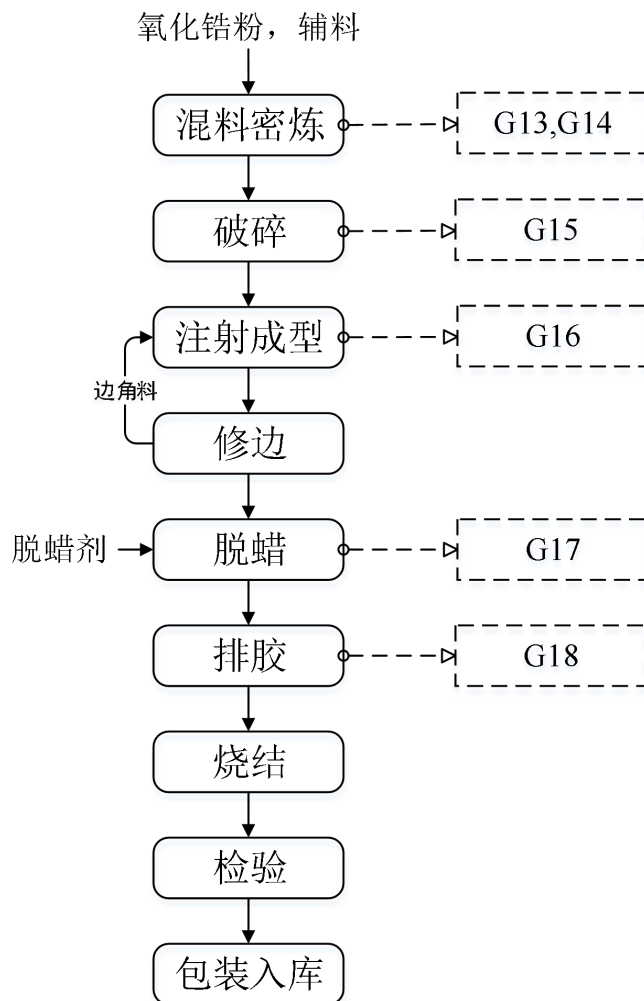 氧化锆粉，辅料
混料密炼
G13,G14
破碎
G15
注射成型
G16
边角料
修边
脱蜡剂
脱蜡
G17
排胶
G18
烧结
检验
包装入库